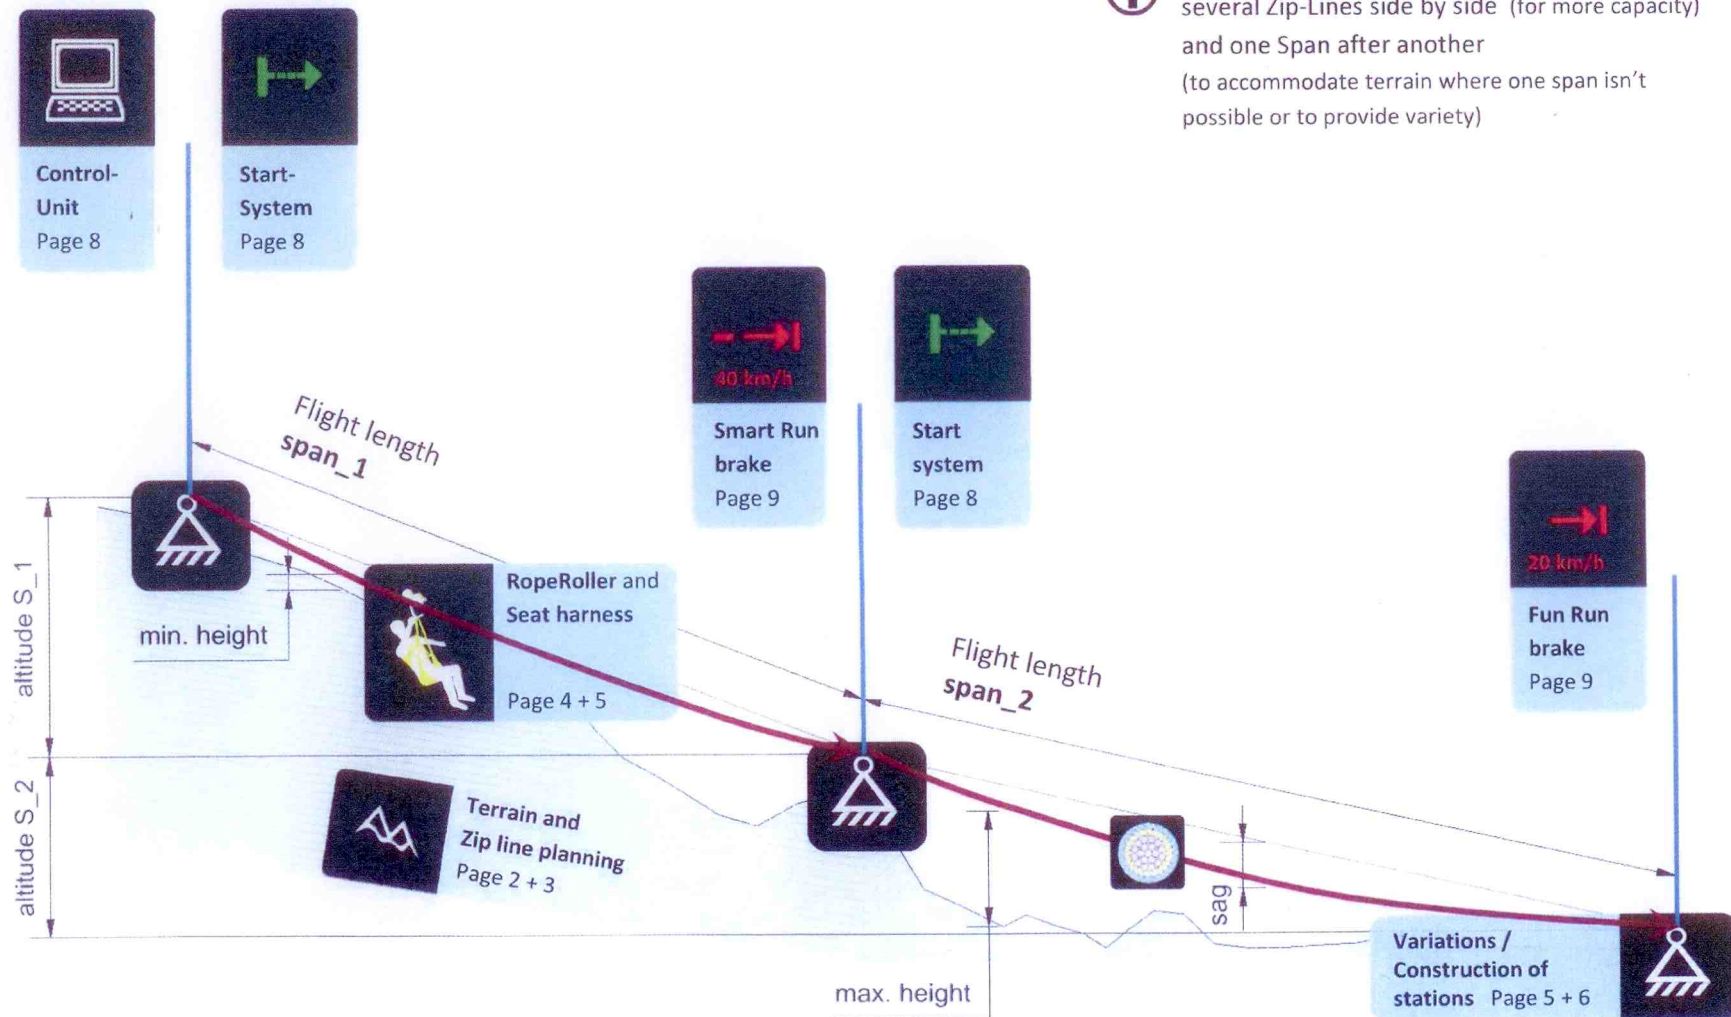 several Zip-Lines side by side (for more capacity)
and one Span after another
(to accommodate terrain where one span isn't
possible or to provide variety)
Control-
Unit
Page 8
Start-
System
Page 8
40 km/h
Smart Run
brake
Page 9
Start
system
Page 8
20 km/h
Fun Run
brake
Page 9
Flight length
span_1
altitude S_1
min. height
RopeRoller and
Seat harness
Page 4 + 5
Flight length
span_2
altitude S_2
Terrain and
Zip line planning
Page 2 + 3
sag
max. height
Variations /
Construction of
stations Page 5 + 6